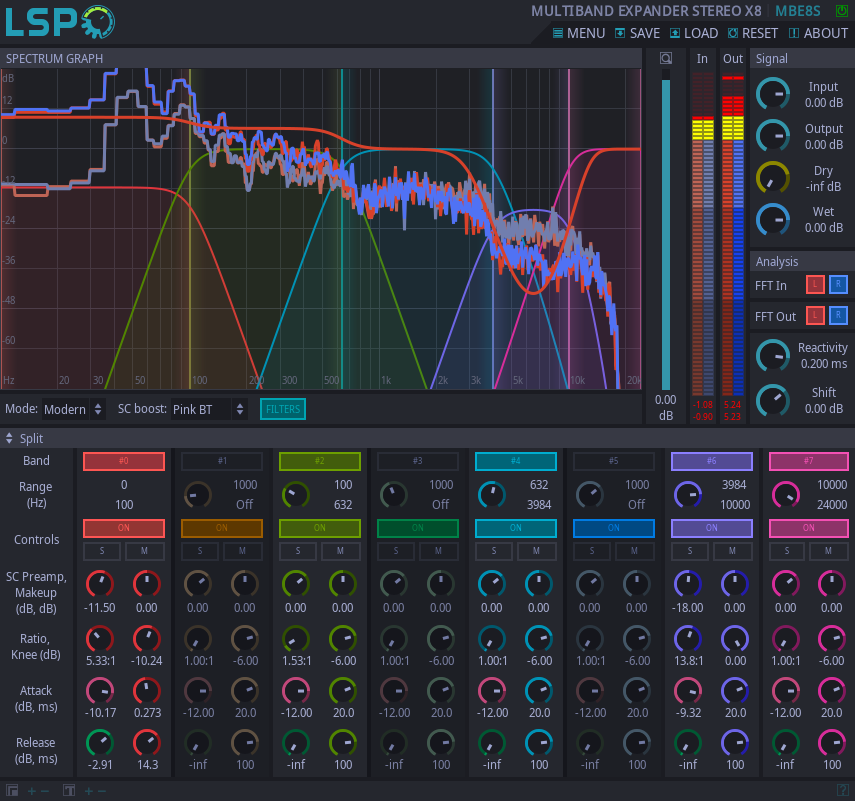 LSP
MULTIBAND EXPANDER STEREO X8 MBE8S
MENU SAVE LOAD RESET ABOUT
SPECTRUM GRAPH
In Out
Signal
dB
12
0
-12
-24
-36
-48
-60
Hz 20 30 50 100 200 300 500 1k 2k 3k 5k 10k 20k
0.00
dB
-1.08
-0.90
5.24
5.23
Input
0.00 dB
Output
0.00 dB
Dry
-inf dB
Wet
0.00 dB
Analysis
FFT In L R
FFT Out L R
Reactivity
0.200 ms
Shift
0.00 dB
Mode: Modern SC boost: Pink BT FILTERS
Split
Band #0 #1 #2 #3 #4 #5 #6 #7
Range
(Hz)
0 1000 100 1000 632 1000 3984 10000
100 Off 632 Off 3984 Off 10000 24000
Controls
ON ON ON ON ON ON ON ON
S M S M S M S M S M S M S M S M
SC Preamp,
Makeup
(dB, dB)
-11.50 0.00 0.00 0.00 0.00 0.00 0.00 0.00 0.00 0.00 0.00 0.00 -18.00 0.00 0.00 0.00
Ratio,
Knee (dB)
5.33:1 -10.24 1.00:1 -6.00 1.53:1 -6.00 1.00:1 -6.00 1.00:1 -6.00 1.00:1 -6.00 13.8:1 0.00 1.00:1 -6.00
Attack
(dB, ms)
-10.17 0.273 -12.00 20.0 -12.00 20.0 -12.00 20.0 -12.00 20.0 -12.00 20.0 -9.32 20.0 -12.00 20.0
Release
(dB, ms)
-2.91 14.3 -inf 100 -inf 100 -inf 100 -inf 100 -inf 100 -inf 100 -inf 100